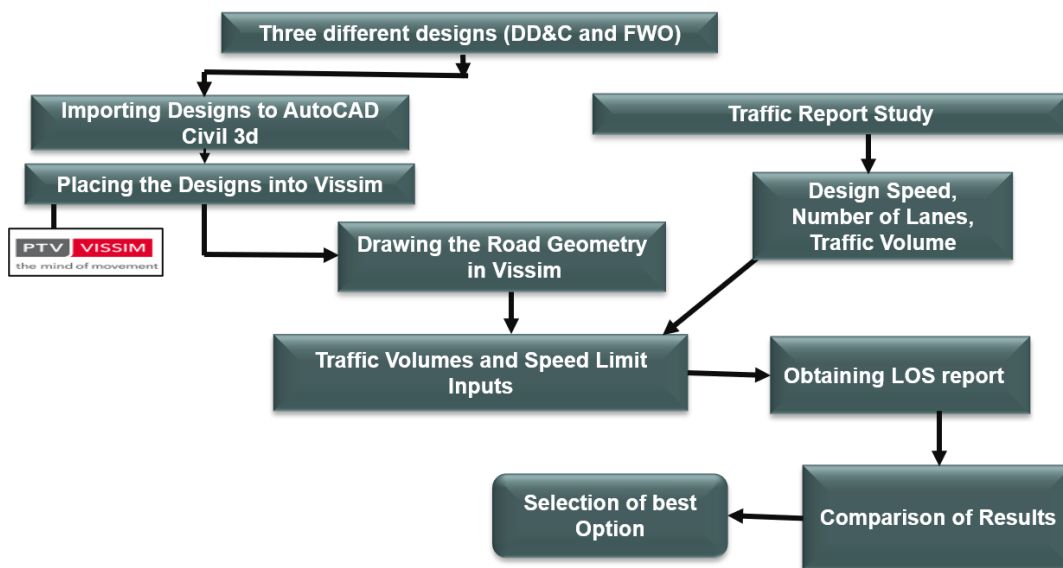 Three different designs (DD&C and FWO)
Importing Designs to AutoCAD
Civil 3d
Traffic Report Study
Placing the Designs into Vissim
PTV VISSIM
the mind of movement
Design Speed,
Number of Lanes,
Traffic Volume
Drawing the Road Geometry
in Vissim
Traffic Volumes and Speed Limit
Inputs
Obtaining LOS report
Comparison of Results
Selection of best
Option